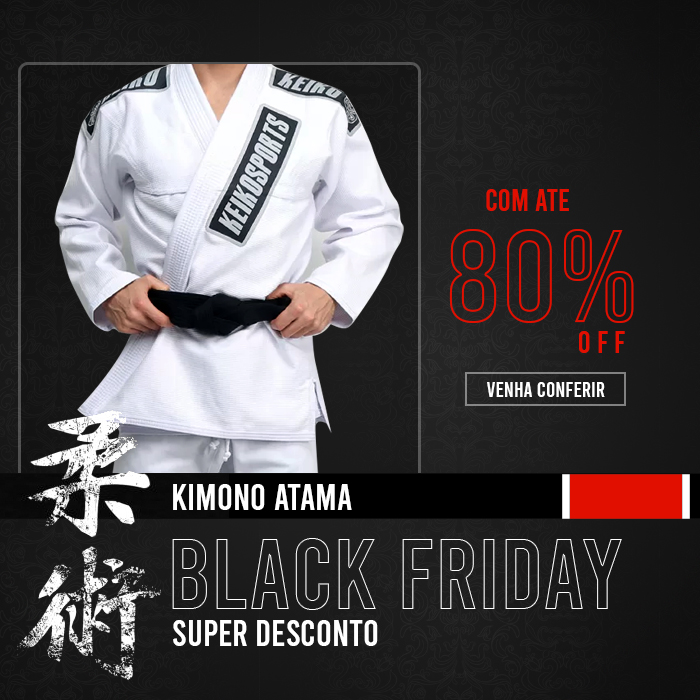 KEIKO
KEIKO
KEIKOSPORTS
COM ATE
80%
OFF
VENHA CONFERIR
柔
術
KIMONO ATAMA
BLACK FRIDAY
SUPER DESCONTO